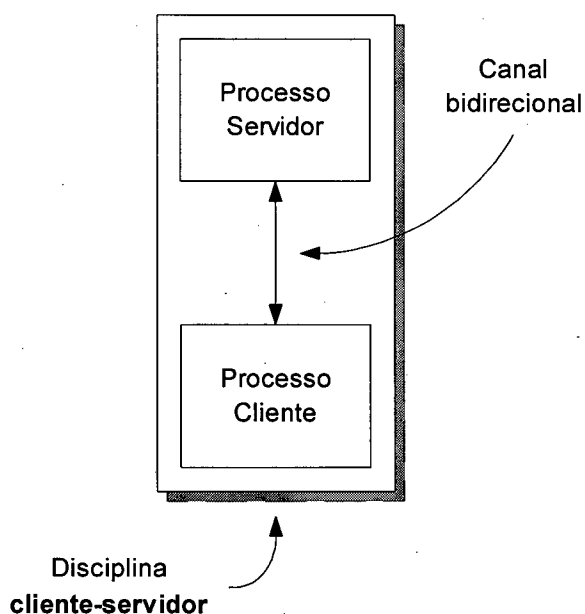 Processo
Servidor
Canal
bidirecional
Processo
Cliente
Disciplina
cliente-servidor